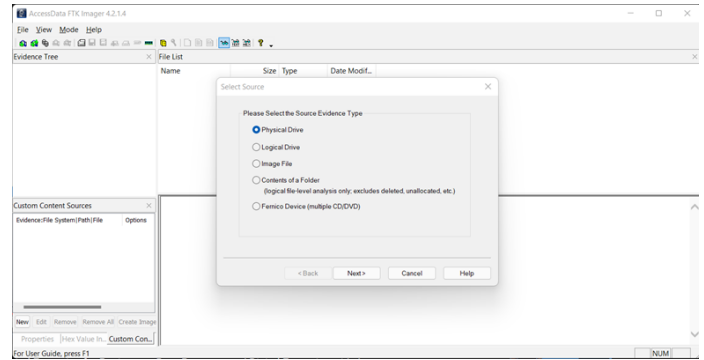 AccessData FTK Imager 4.2.1.4
File View Mode Help
Evidence Tree
File List
Name Size Type Date Modif...
Select Source
Please Select the Source Evidence Type
Physical Drive
Logical Drive
Image File
Contents of a Folder
(logical file-level analysis only; excludes deleted, unallocated, etc.)
Fernico Device (multiple CD/DVD)
< Back Next > Cancel Help
Custom Content Sources
Evidence:File System|Path|File Options
New Edit Remove Remove All Create Image
Properties Hex Value In... Custom Con...
For User Guide, press F1
NUM